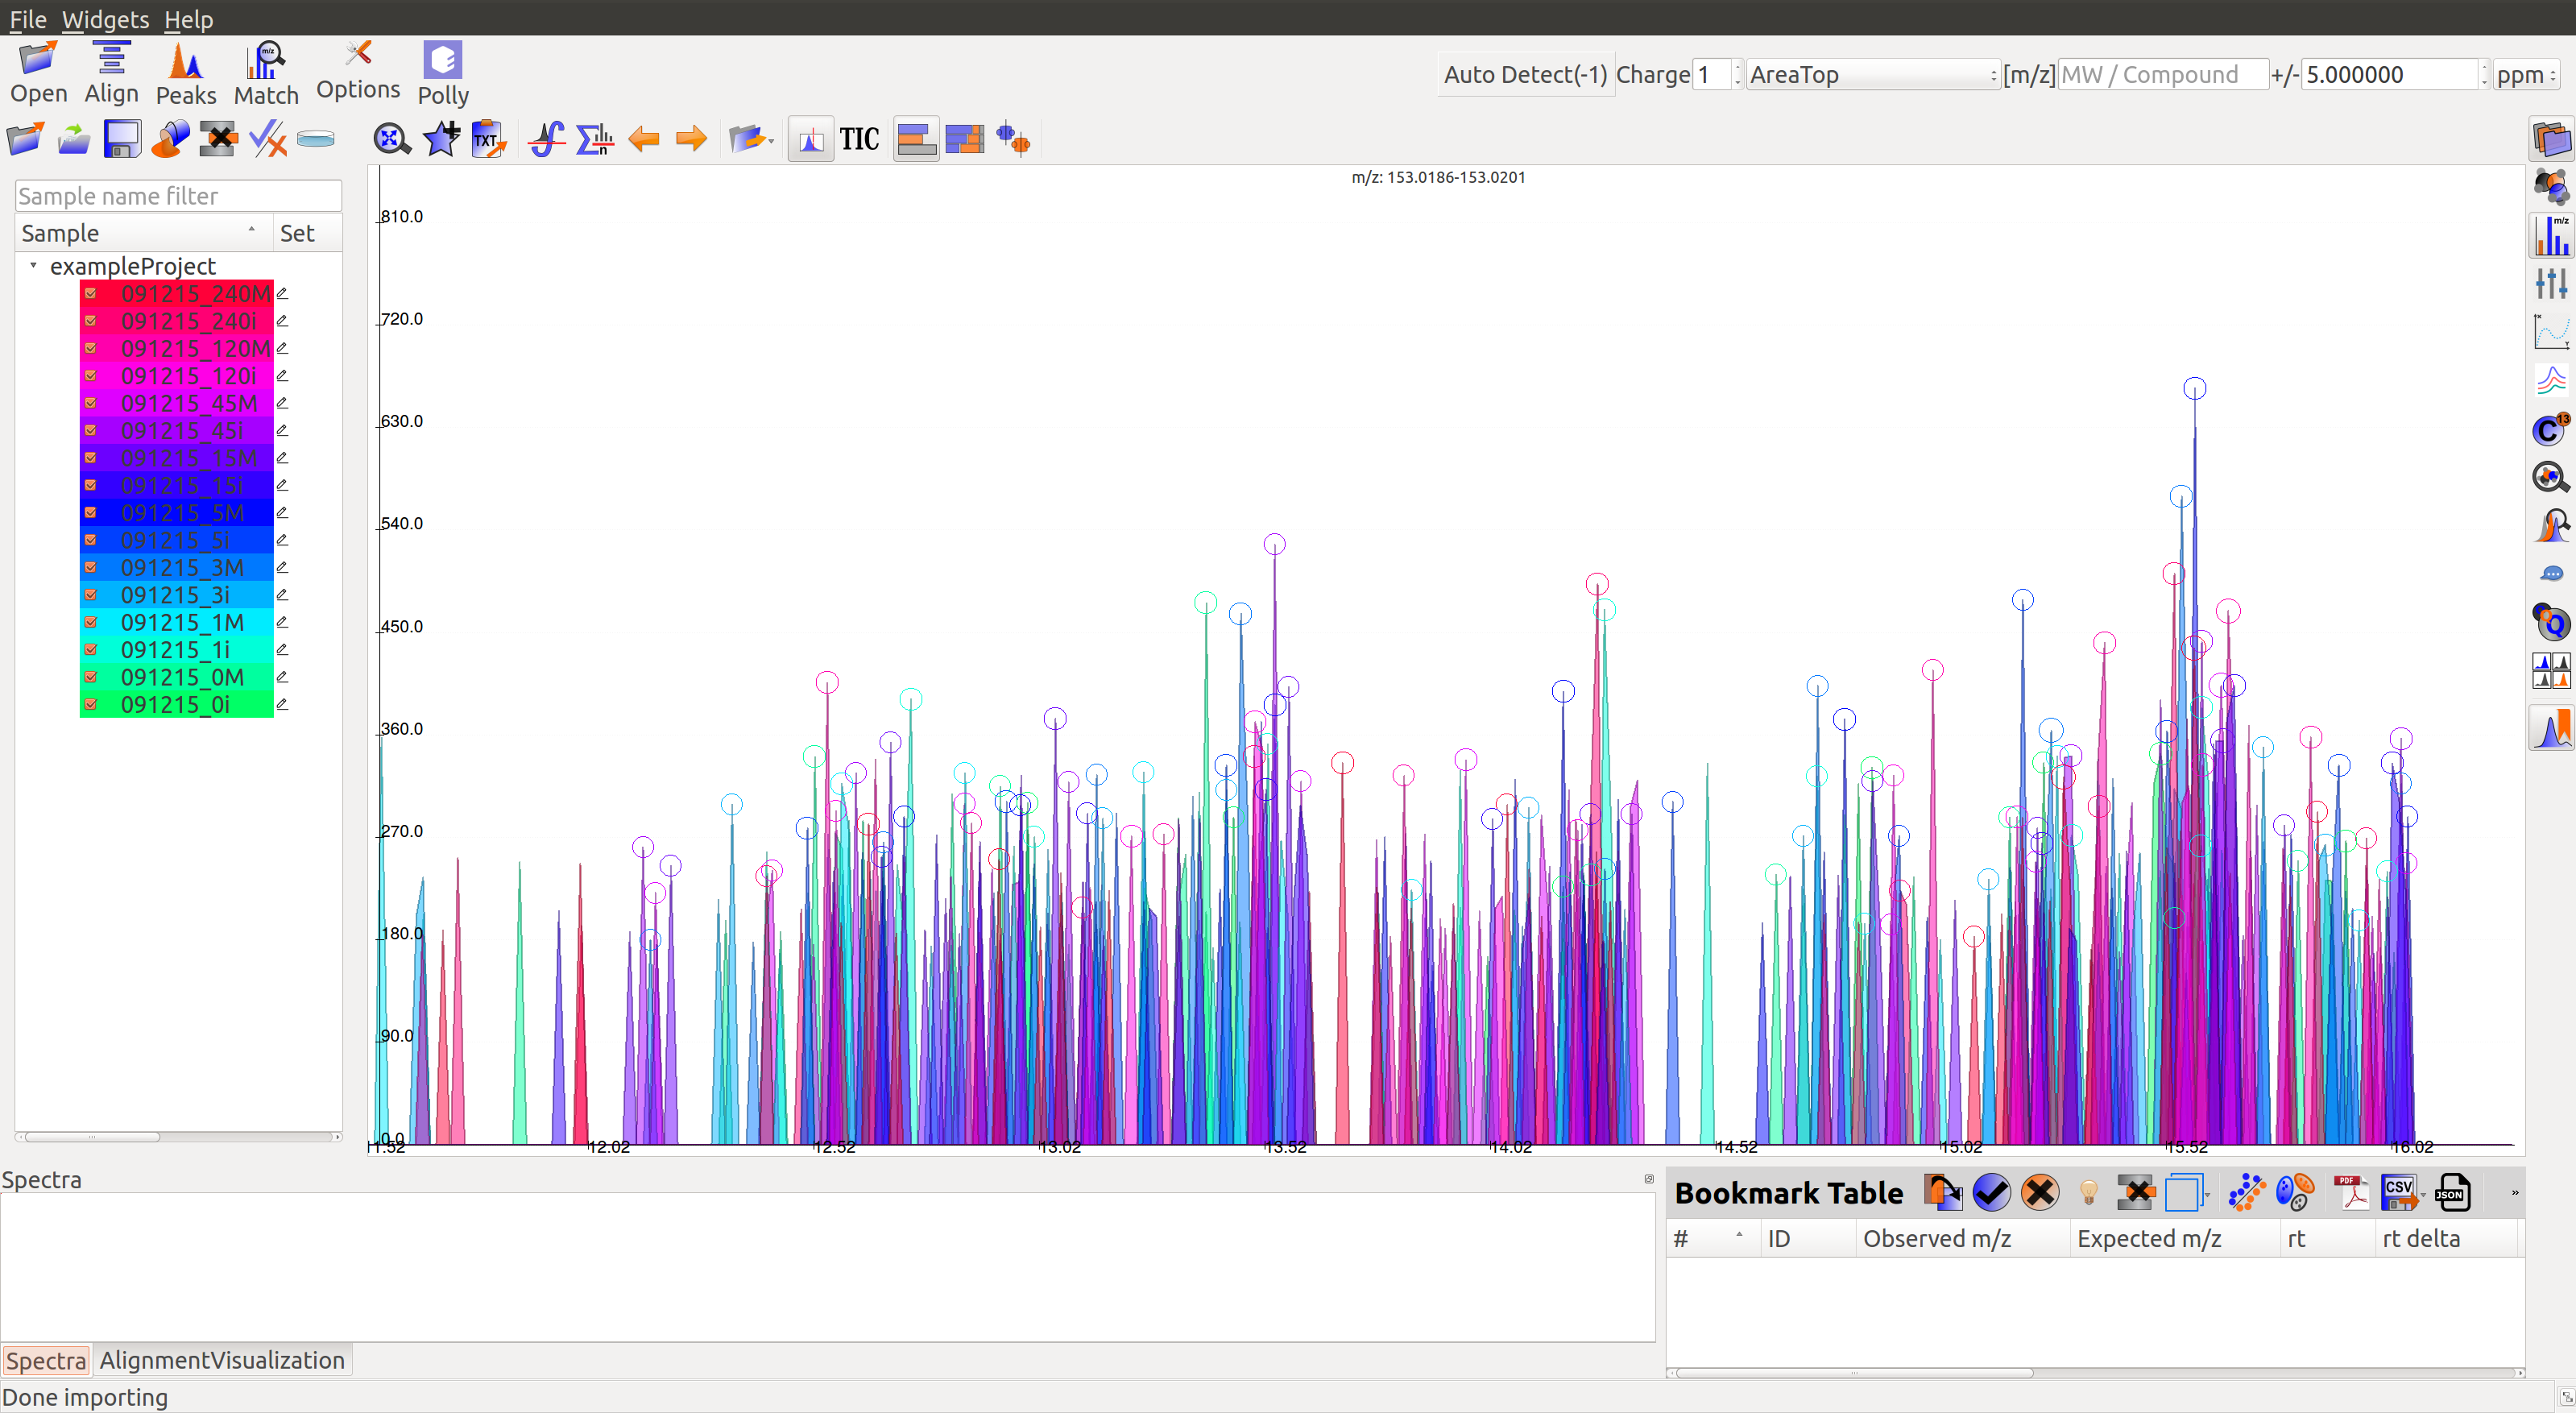 File Widgets Help
Open Align Peaks Match Options Polly
Auto Detect(-1) Charge 1 AreaTop [m/z] MW / Compound +/- 5.000000 ppm
TXT n TIC
Sample name filter
Sample Set
exampleProject
091215_240M
091215_240i
091215_120M
091215_120i
091215_45M
091215_45i
091215_15M
091215_15i
091215_5M
091215_5i
091215_3M
091215_3i
091215_1M
091215_1i
091215_0M
091215_0i
m/z: 153.0186-153.0201
810.0
720.0
630.0
540.0
450.0
360.0
270.0
180.0
90.0
0.0
11.52 12.02 12.52 13.02 13.52 14.02 14.52 15.02 15.52 16.02
m/z
C 13
Q
Spectra
Bookmark Table PDF CSV JSON »
# ID Observed m/z Expected m/z rt rt delta
Spectra AlignmentVisualization
Done importing